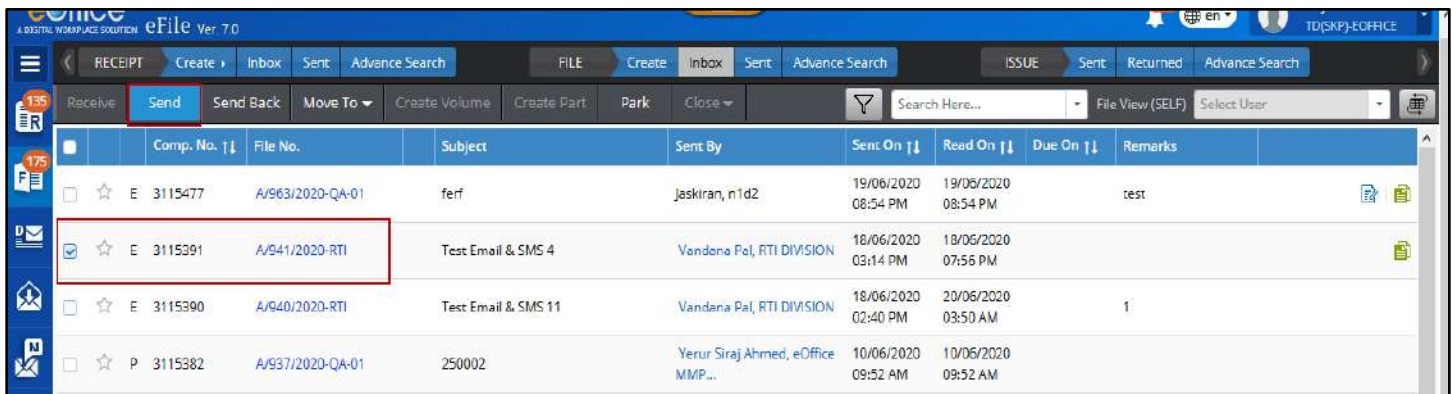 eOffice
A DIGITAL WORKPLACE SOLUTION eFile Ver. 7.0
en
TD(SKP)-EOFFICE
RECEIPT Create Inbox Sent Advance Search FILE Create Inbox Sent Advance Search ISSUE Sent Returned Advance Search
135 R
Receive Send Send Back Move To Create Volume Create Part Park Close Search Here... File View (SELF) Select User
Comp. No. File No. Subject Sent By Sent On Read On Due On Remarks
175 F
E 3115477 A/963/2020-QA-01 ferf Jaskiran, n1d2 19/06/2020 08:54 PM 19/06/2020 08:54 PM test
D
E 3115391 A/941/2020-RTI Test Email & SMS 4 Vandana Pal, RTI DIVISION 18/06/2020 03:14 PM 18/06/2020 07:56 PM
E 3115390 A/940/2020-RTI Test Email & SMS 11 Vandana Pal, RTI DIVISION 18/06/2020 02:40 PM 20/06/2020 03:50 AM 1
N
P 3115382 A/937/2020-QA-01 250002 Yerur Siraj Ahmed, eOffice MMP... 10/06/2020 09:52 AM 10/06/2020 09:52 AM